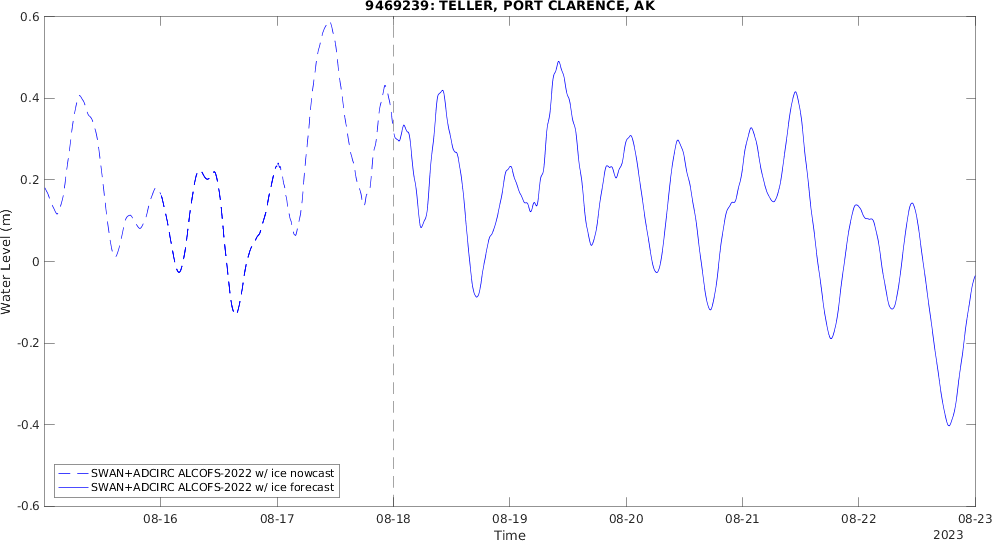 9469239: TELLER, PORT CLARENCE, AK
0.6
0.4
0.2
0
-0.2
-0.4
-0.6
Water Level (m)
SWAN+ADCIRC ALCOFS-2022 w/ ice nowcast
SWAN+ADCIRC ALCOFS-2022 w/ ice forecast
08-16 08-17 08-18 08-19 08-20 08-21 08-22 08-23
Time
2023